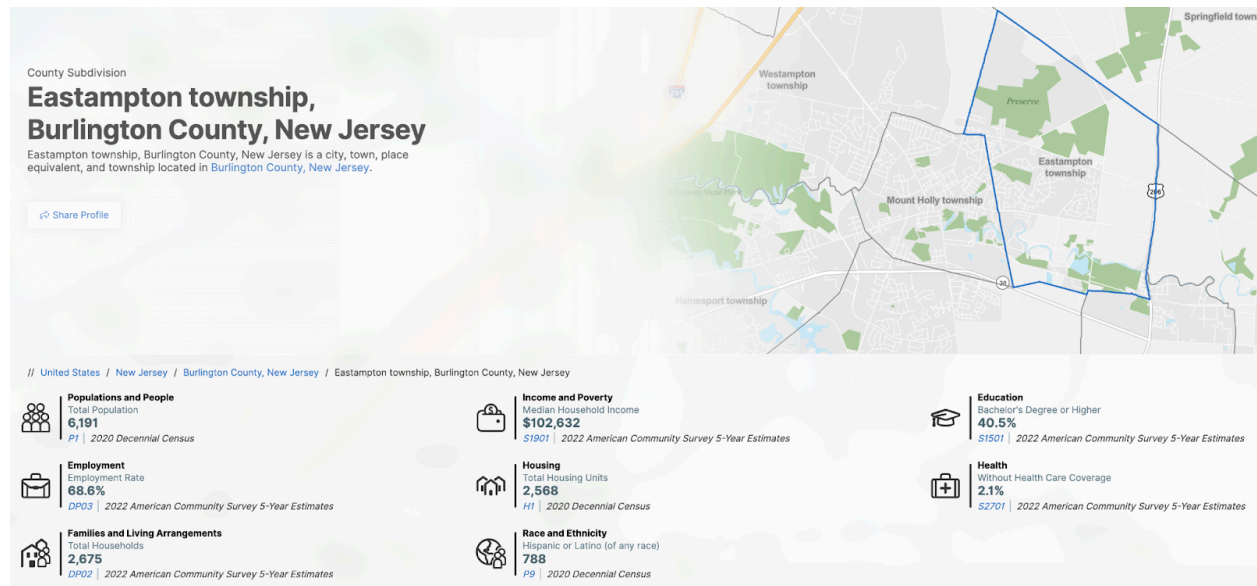 County Subdivision
Eastampton township,
Burlington County, New Jersey
Eastampton township, Burlington County, New Jersey is a city, town, place
equivalent, and township located in Burlington County, New Jersey.
Share Profile
Springfield town
Westampton
township
Preserve
Eastampton
township
206
Mount Holly township
38
Hainesport township
// United States / New Jersey / Burlington County, New Jersey / Eastampton township, Burlington County, New Jersey
Populations and People
Total Population
6,191
P1 | 2020 Decennial Census
Income and Poverty
Median Household Income
$102,632
S1901 | 2022 American Community Survey 5-Year Estimates
Education
Bachelor's Degree or Higher
40.5%
S1501 | 2022 American Community Survey 5-Year Estimates
Employment
Employment Rate
68.6%
DP03 | 2022 American Community Survey 5-Year Estimates
Housing
Total Housing Units
2,568
H1 | 2020 Decennial Census
Health
Without Health Care Coverage
2.1%
S2701 | 2022 American Community Survey 5-Year Estimates
Families and Living Arrangements
Total Households
2,675
DP02 | 2022 American Community Survey 5-Year Estimates
Race and Ethnicity
Hispanic or Latino (of any race)
788
P9 | 2020 Decennial Census